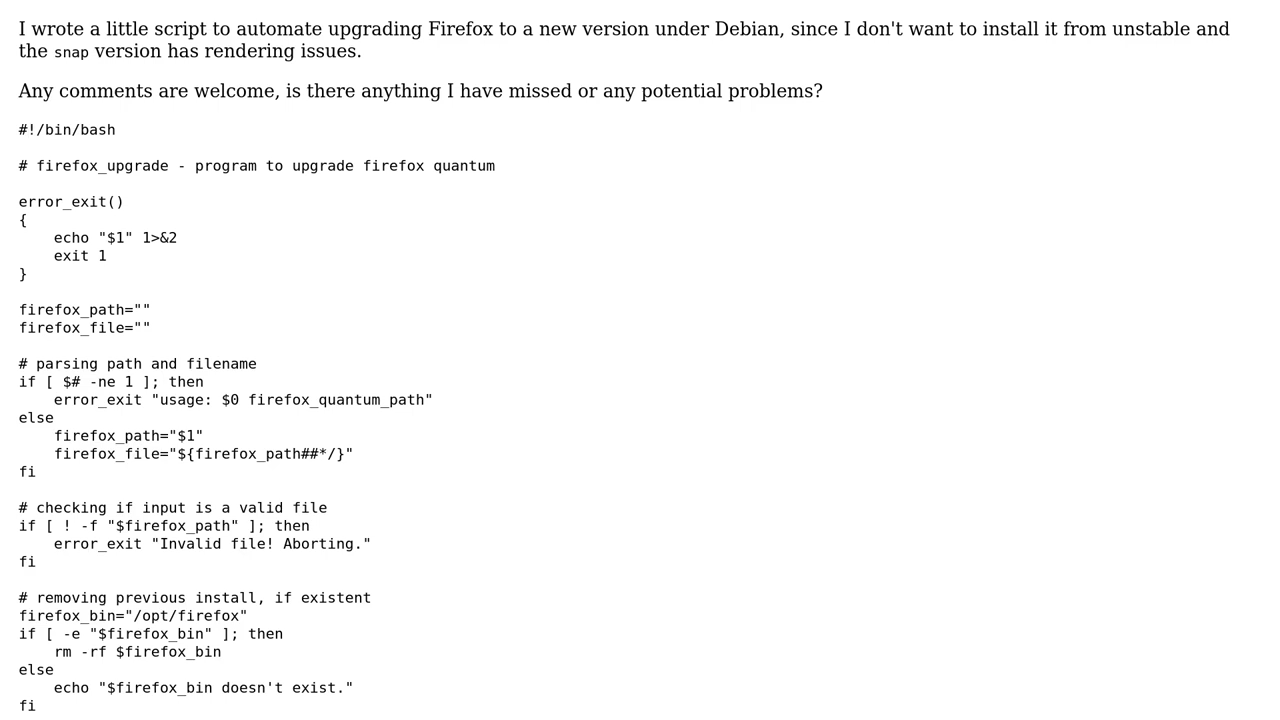 I wrote a little script to automate upgrading Firefox to a new version under Debian, since I don't want to install it from unstable and
the snap version has rendering issues.

Any comments are welcome, is there anything I have missed or any potential problems?

#!/bin/bash

# firefox_upgrade - program to upgrade firefox quantum

error_exit()
{
    echo "$1" 1>&2
    exit 1
}

firefox_path=""
firefox_file=""

# parsing path and filename
if [ $# -ne 1 ]; then
    error_exit "usage: $0 firefox_quantum_path"
else
    firefox_path="$1"
    firefox_file="${firefox_path##*/}"
fi

# checking if input is a valid file
if [ ! -f "$firefox_path" ]; then
    error_exit "Invalid file! Aborting."
fi

# removing previous install, if existent
firefox_bin="/opt/firefox"
if [ -e "$firefox_bin" ]; then
    rm -rf $firefox_bin
else
    echo "$firefox_bin doesn't exist."
fi